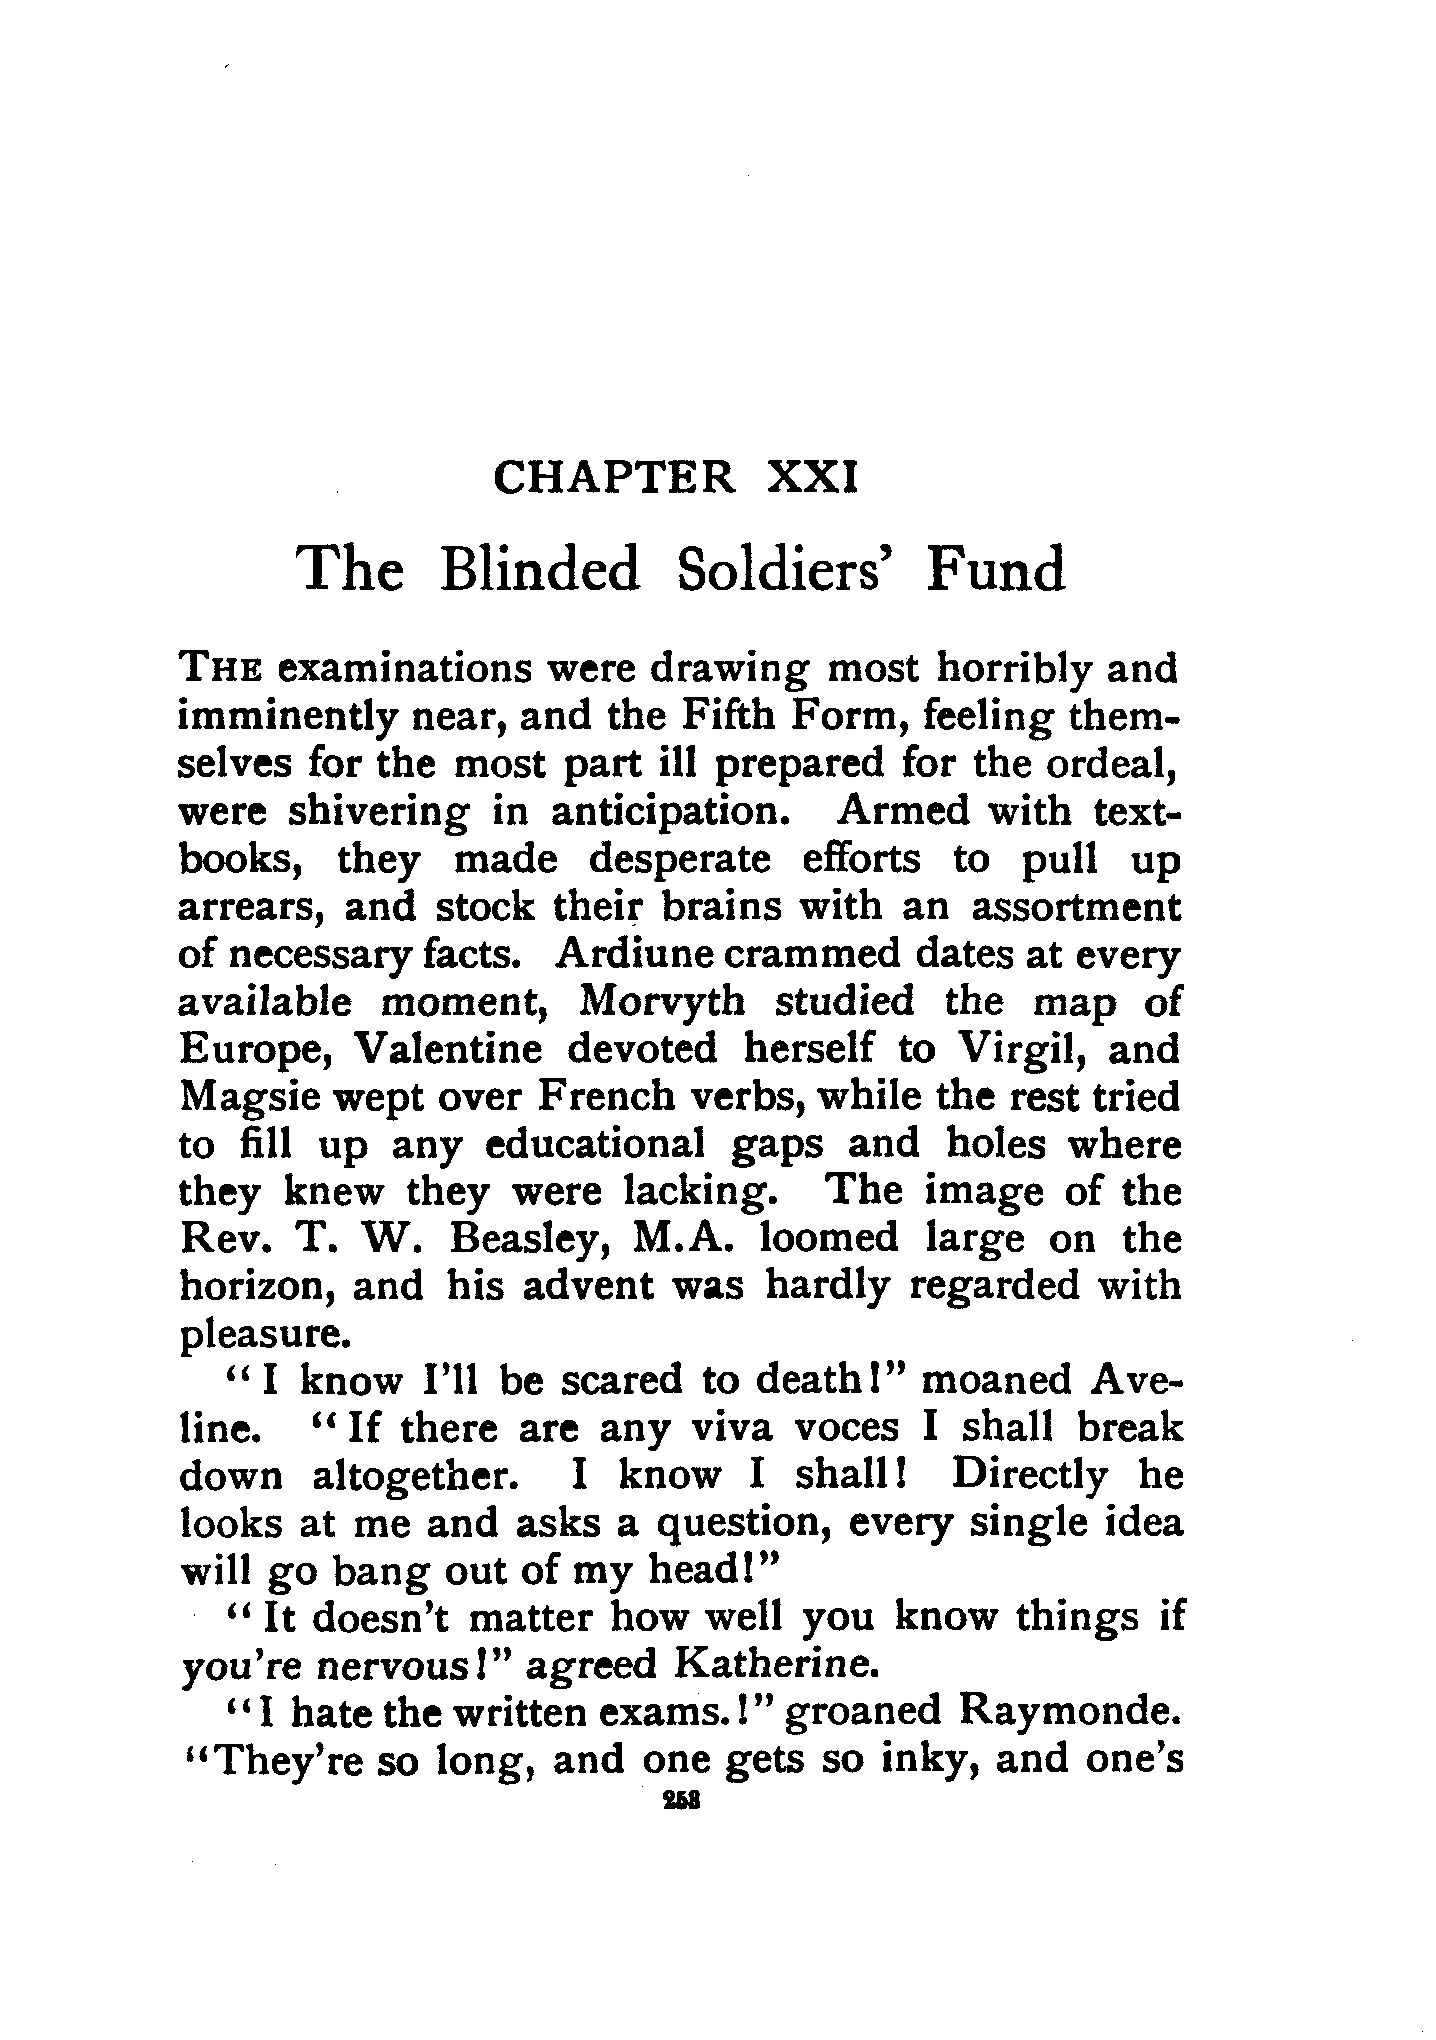 CHAPTER XXI
The Blinded Soldiers' Fund
THE examinations were drawing most horribly and
imminently near, and the Fifth Form, feeling them-
selves for the most part ill prepared for the ordeal,
were shivering in anticipation. Armed with text-
books, they made desperate efforts to pull up
arrears, and stock their brains with an assortment
of necessary facts. Ardiune crammed dates at every
available moment, Morvyth studied the map of
Europe, Valentine devoted herself to Virgil, and
Magsie wept over French verbs, while the rest tried
to fill up any educational gaps and holes where
they knew they were lacking. The image of the
Rev. T. W. Beasley, M.A. loomed large on the
horizon, and his advent was hardly regarded with
pleasure.
"I know I'll be scared to death!" moaned Ave-
line. "If there are any viva voces I shall break
down altogether. I know I shall! Directly he
looks at me and asks a question, every single idea
will go bang out of my head!"
"It doesn't matter how well you know things if
you're nervous!" agreed Katherine.
"I hate the written exams.!" groaned Raymonde.
"They're so long, and one gets so inky, and one's
253